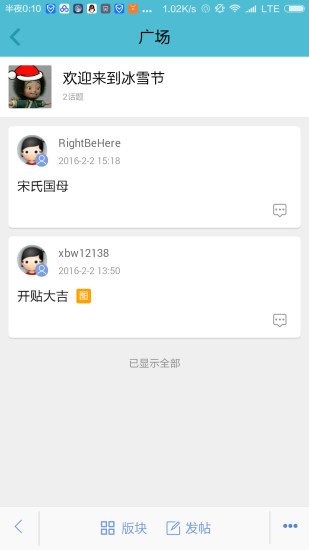 半夜0:10 ... 1.02K/s LTE
广场
欢迎来到冰雪节
2话题
RightBeHere
2016-2-2 15:18
宋氏国母
xbw12138
2016-2-2 13:50
开贴大吉 图
已显示全部
版块 发帖